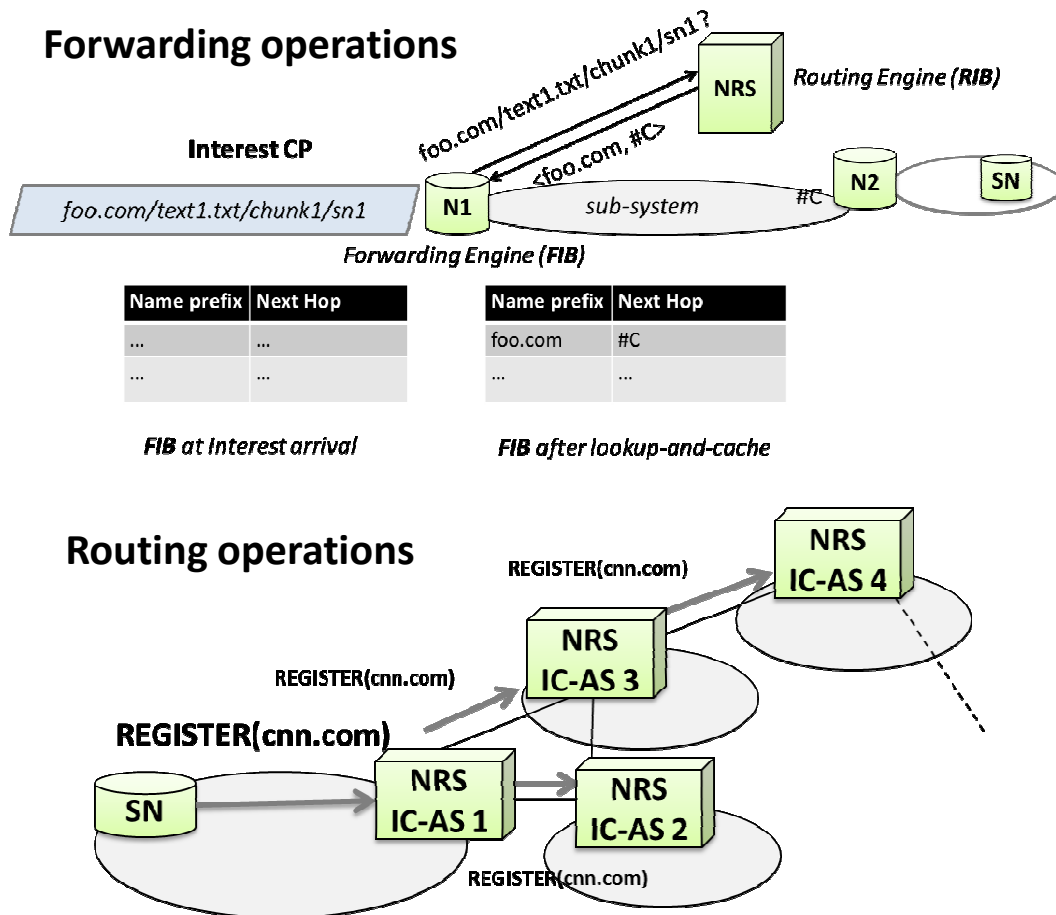 Forwarding operations
foo.com/text1.txt/chunk1/sn1 ?
<foo.com, #C>
NRS
Routing Engine (RIB)
Interest CP
foo.com/text1.txt/chunk1/sn1
N1
sub-system
#C
N2
SN
Forwarding Engine (FIB)
Name prefix Next Hop
... ...
... ...
Name prefix Next Hop
foo.com #C
... ...
FIB at Interest arrival
FIB after lookup-and-cache
Routing operations
REGISTER(cnn.com)
NRS
IC-AS 4
NRS
IC-AS 3
REGISTER(cnn.com)
REGISTER(cnn.com)
SN
NRS
IC-AS 1
NRS
IC-AS 2
REGISTER(cnn.com)